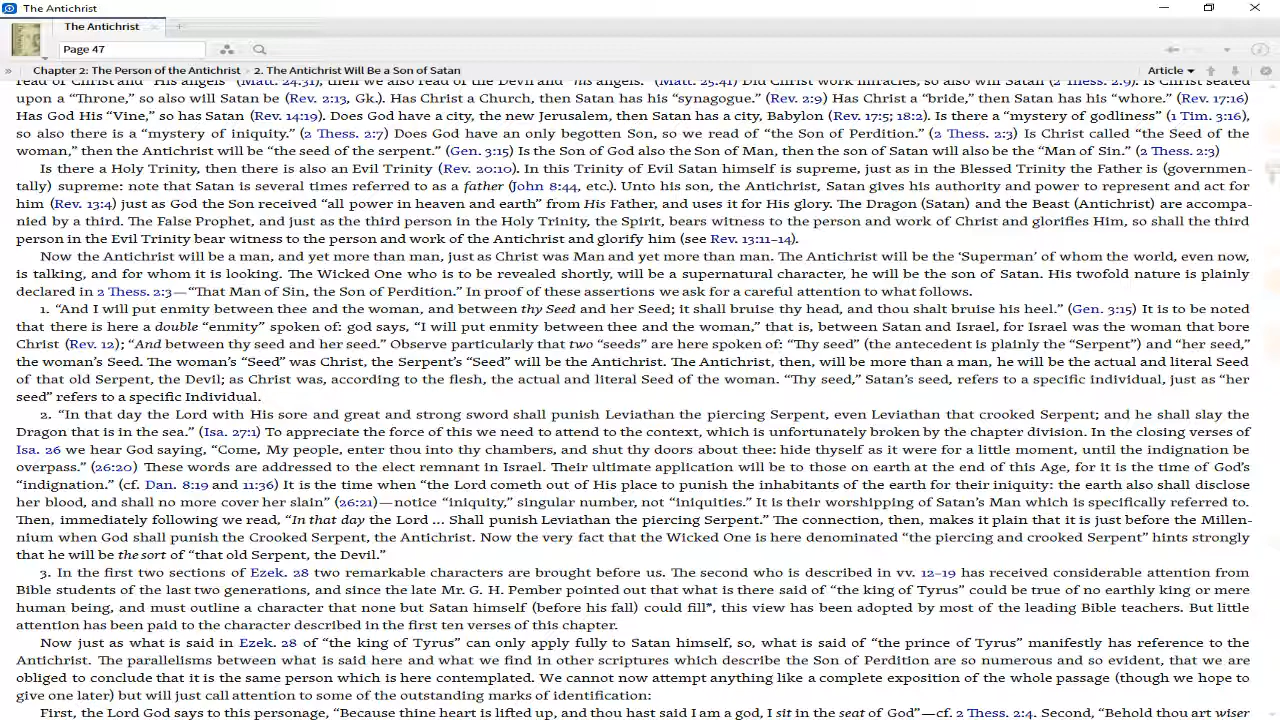 The Antichrist
The Antichrist
Page 47
Chapter 2: The Person of the Antichrist > 2. The Antichrist Will Be a Son of Satan
Article
read of Christ and “His angels” (Matt. 24:31), then we also read of the Devil and “his angels.” (Matt. 25:41) Did Christ work miracles, so also will Satan (2 Thess. 2:9). Is Christ seated
upon a “Throne,” so also will Satan be (Rev. 2:13, Gk.). Has Christ a Church, then Satan has his “synagogue.” (Rev. 2:9) Has Christ a “bride,” then Satan has his “whore.” (Rev. 17:16)
Has God His “Vine,” so has Satan (Rev. 14:19). Does God have a city, the new Jerusalem, then Satan has a city, Babylon (Rev. 17:5; 18:2). Is there a “mystery of godliness” (1 Tim. 3:16),
so also there is a “mystery of iniquity.” (2 Thess. 2:7) Does God have an only begotten Son, so we read of “the Son of Perdition.” (2 Thess. 2:3) Is Christ called “the Seed of the
woman,” then the Antichrist will be “the seed of the serpent.” (Gen. 3:15) Is the Son of God also the Son of Man, then the son of Satan will also be the “Man of Sin.” (2 Thess. 2:3)
Is there a Holy Trinity, then there is also an Evil Trinity (Rev. 20:10). In this Trinity of Evil Satan himself is supreme, just as in the Blessed Trinity the Father is (governmen-
tally) supreme: note that Satan is several times referred to as a father (John 8:44, etc.). Unto his son, the Antichrist, Satan gives his authority and power to represent and act for
him (Rev. 13:4) just as God the Son received “all power in heaven and earth” from His Father, and uses it for His glory. The Dragon (Satan) and the Beast (Antichrist) are accompa-
nied by a third. The False Prophet, and just as the third person in the Holy Trinity, the Spirit, bears witness to the person and work of Christ and glorifies Him, so shall the third
person in the Evil Trinity bear witness to the person and work of the Antichrist and glorify him (see Rev. 13:11–14).
Now the Antichrist will be a man, and yet more than man, just as Christ was Man and yet more than man. The Antichrist will be the ‘Superman’ of whom the world, even now,
is talking, and for whom it is looking. The Wicked One who is to be revealed shortly, will be a supernatural character, he will be the son of Satan. His twofold nature is plainly
declared in 2 Thess. 2:3—“That Man of Sin, the Son of Perdition.” In proof of these assertions we ask for a careful attention to what follows.
1. “And I will put enmity between thee and the woman, and between thy Seed and her Seed; it shall bruise thy head, and thou shalt bruise his heel.” (Gen. 3:15) It is to be noted
that there is here a double “enmity” spoken of: god says, “I will put enmity between thee and the woman,” that is, between Satan and Israel, for Israel was the woman that bore
Christ (Rev. 12); “And between thy seed and her seed.” Observe particularly that two “seeds” are here spoken of: “Thy seed” (the antecedent is plainly the “Serpent”) and “her seed,”
the woman’s Seed. The woman’s “Seed” was Christ, the Serpent’s “Seed” will be the Antichrist. The Antichrist, then, will be more than a man, he will be the actual and literal Seed
of that old Serpent, the Devil; as Christ was, according to the flesh, the actual and literal Seed of the woman. “Thy seed,” Satan’s seed, refers to a specific individual, just as “her
seed” refers to a specific Individual.
2. “In that day the Lord with His sore and great and strong sword shall punish Leviathan the piercing Serpent, even Leviathan that crooked Serpent; and he shall slay the
Dragon that is in the sea.” (Isa. 27:1) To appreciate the force of this we need to attend to the context, which is unfortunately broken by the chapter division. In the closing verses of
Isa. 26 we hear God saying, “Come, My people, enter thou into thy chambers, and shut thy doors about thee: hide thyself as it were for a little moment, until the indignation be
overpass.” (26:20) These words are addressed to the elect remnant in Israel. Their ultimate application will be to those on earth at the end of this Age, for it is the time of God’s
“indignation.” (cf. Dan. 8:19 and 11:36) It is the time when “the Lord cometh out of His place to punish the inhabitants of the earth for their iniquity: the earth also shall disclose
her blood, and shall no more cover her slain” (26:21)—notice “iniquity,” singular number, not “iniquities.” It is their worshipping of Satan’s Man which is specifically referred to.
Then, immediately following we read, “In that day the Lord ... Shall punish Leviathan the piercing Serpent.” The connection, then, makes it plain that it is just before the Millen-
nium when God shall punish the Crooked Serpent, the Antichrist. Now the very fact that the Wicked One is here denominated “the piercing and crooked Serpent” hints strongly
that he will be the sort of “that old Serpent, the Devil.”
3. In the first two sections of Ezek. 28 two remarkable characters are brought before us. The second who is described in vv. 12–19 has received considerable attention from
Bible students of the last two generations, and since the late Mr. G. H. Pember pointed out that what is there said of “the king of Tyrus” could be true of no earthly king or mere
human being, and must outline a character that none but Satan himself (before his fall) could fill*, this view has been adopted by most of the leading Bible teachers. But little
attention has been paid to the character described in the first ten verses of this chapter.
Now just as what is said in Ezek. 28 of “the king of Tyrus” can only apply fully to Satan himself, so, what is said of “the prince of Tyrus” manifestly has reference to the
Antichrist. The parallelisms between what is said here and what we find in other scriptures which describe the Son of Perdition are so numerous and so evident, that we are
obliged to conclude that it is the same person which is here contemplated. We cannot now attempt anything like a complete exposition of the whole passage (though we hope to
give one later) but will just call attention to some of the outstanding marks of identification:
First, the Lord God says to this personage, “Because thine heart is lifted up, and thou hast said I am a god, I sit in the seat of God”—cf. 2 Thess. 2:4. Second, “Behold thou art wiser